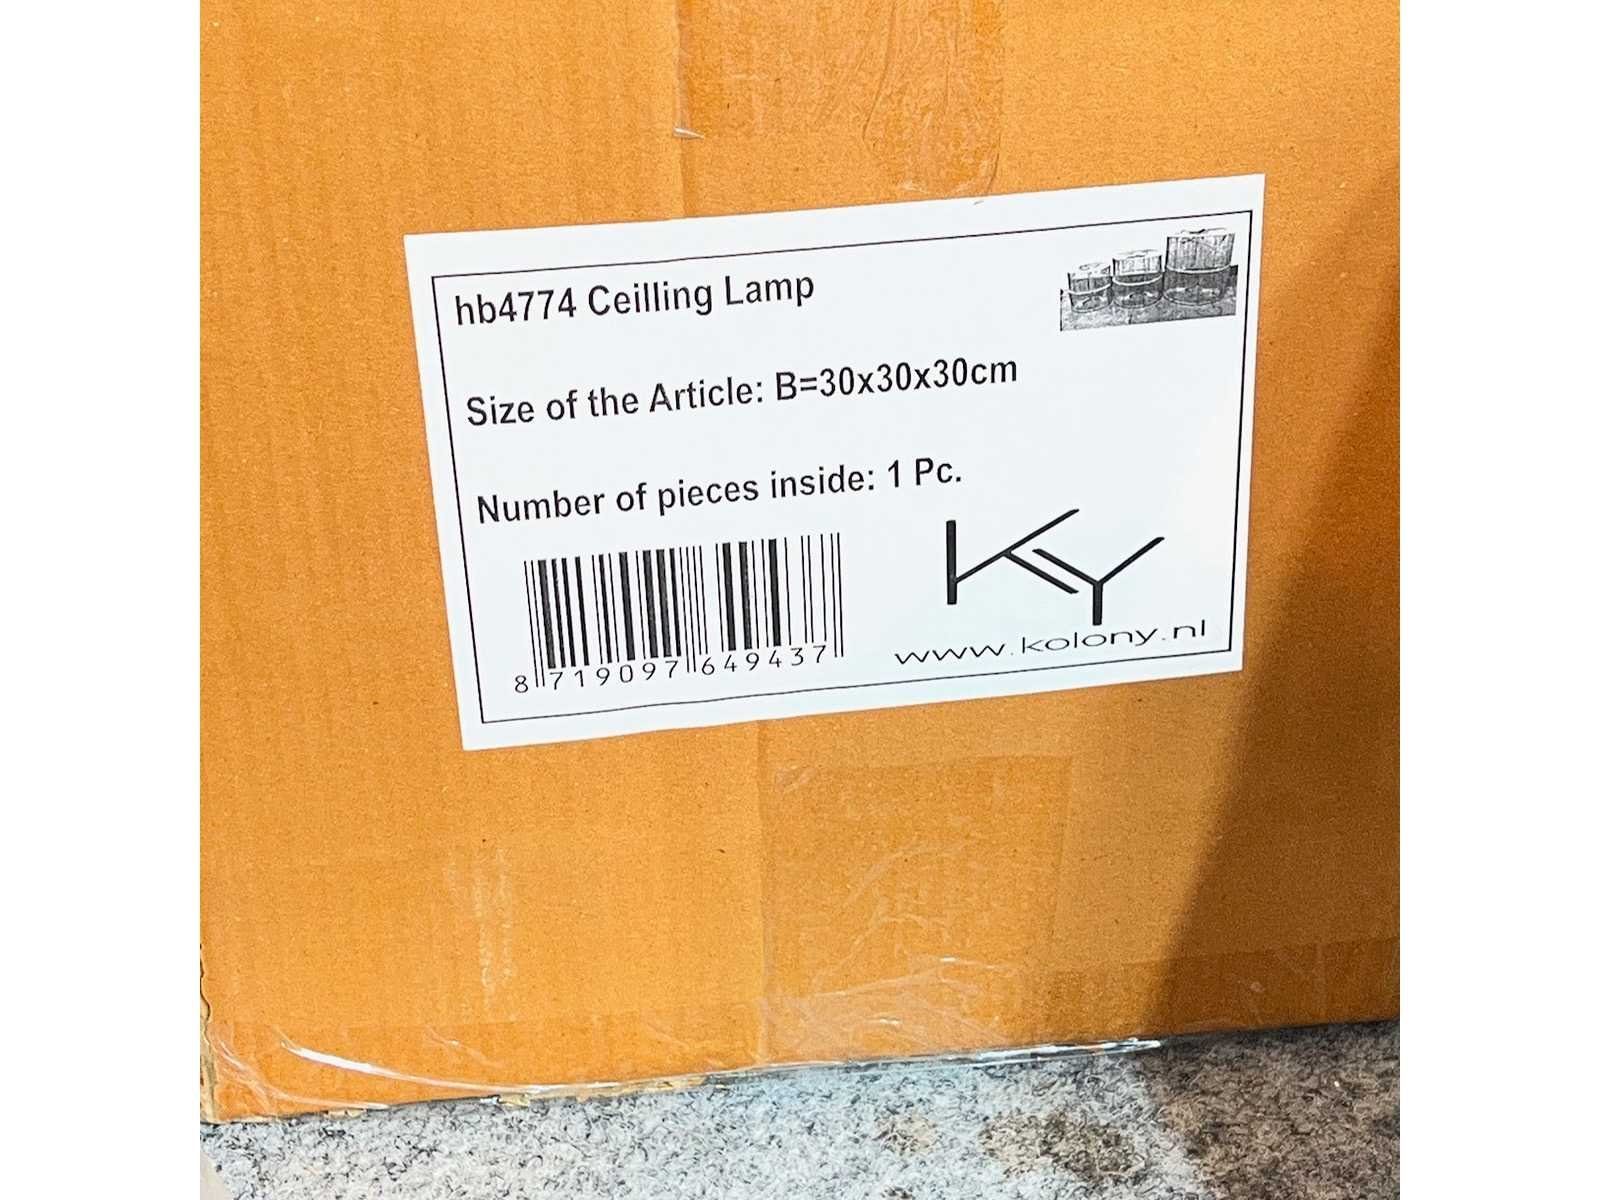 hb4774 Ceilling Lamp
Size of the Article: B=30x30x30cm
Number of pieces inside: 1 Pc.
KY
8 719097 649437
www.kolony.nl